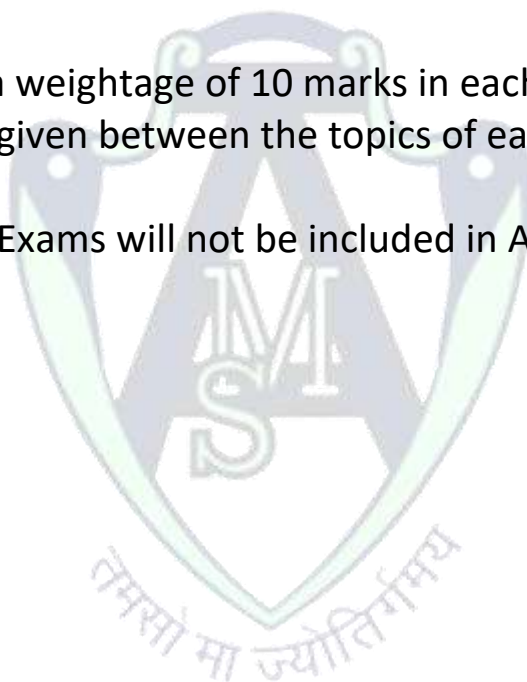 weightage of 10 marks in each
given between the topics of ea
Exams will not be included in A
A
M
S
तमसो मा ज्योतिर्गमय